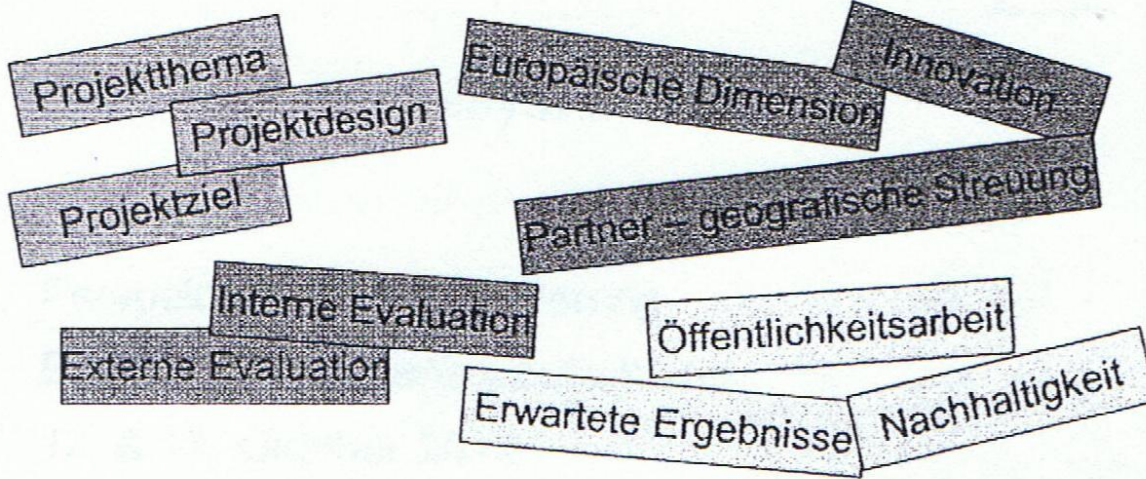 Projektthema
Projektdesign
Projektziel
Europäische Dimension
Innovation
Partner – geografische Streuung
Interne Evaluation
Externe Evaluation
Öffentlichkeitsarbeit
Erwartete Ergebnisse
Nachhaltigkeit